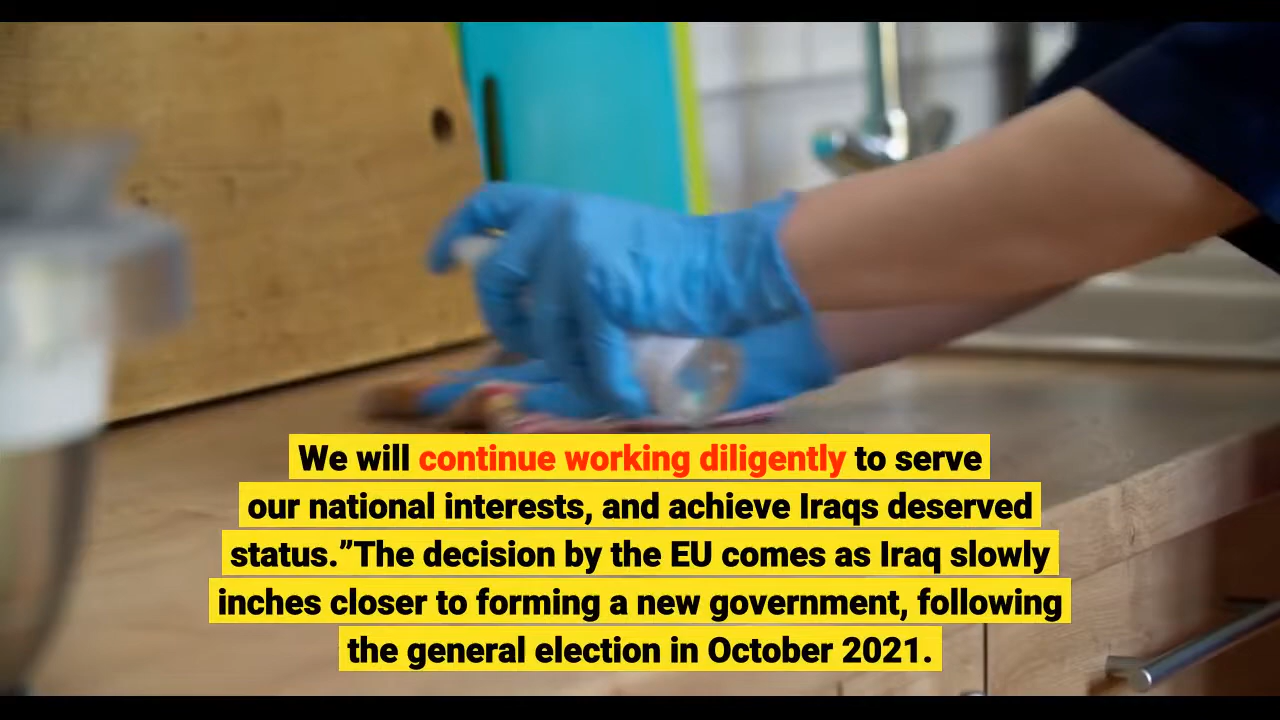 We will continue working diligently to serve
our national interests, and achieve Iraqs deserved
status.”The decision by the EU comes as Iraq slowly
inches closer to forming a new government, following
the general election in October 2021.